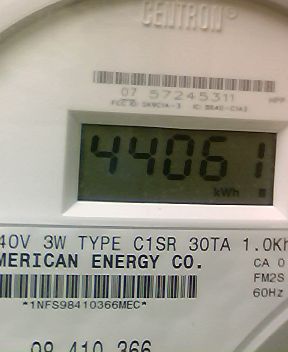 CENTRON®
07 57245311
44061
kWh
40V 3W TYPE C1SR 30TA 1.0Kh
CA 0
MERICAN ENERGY CO.
FM2S
60Hz
*1NFS98410366MEC*
98 410 366